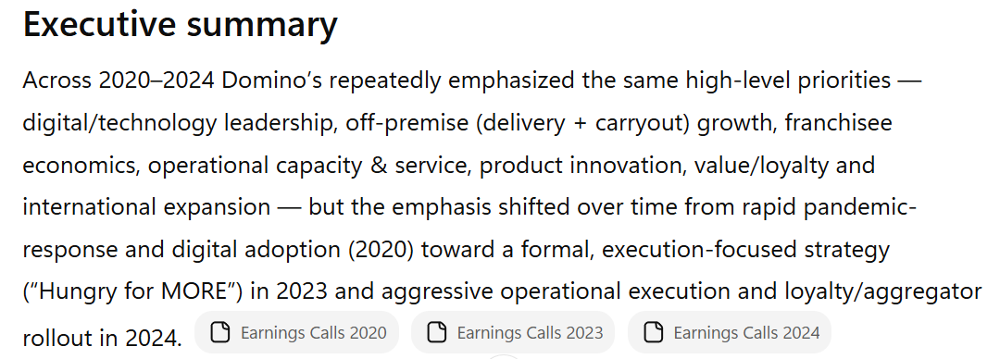 Executive summary
Across 2020–2024 Domino’s repeatedly emphasized the same high-level priorities —
digital/technology leadership, off-premise (delivery + carryout) growth, franchisee
economics, operational capacity & service, product innovation, value/loyalty and
international expansion — but the emphasis shifted over time from rapid pandemic-
response and digital adoption (2020) toward a formal, execution-focused strategy
(“Hungry for MORE”) in 2023 and aggressive operational execution and loyalty/aggregator
rollout in 2024. Earnings Calls 2020 Earnings Calls 2023 Earnings Calls 2024